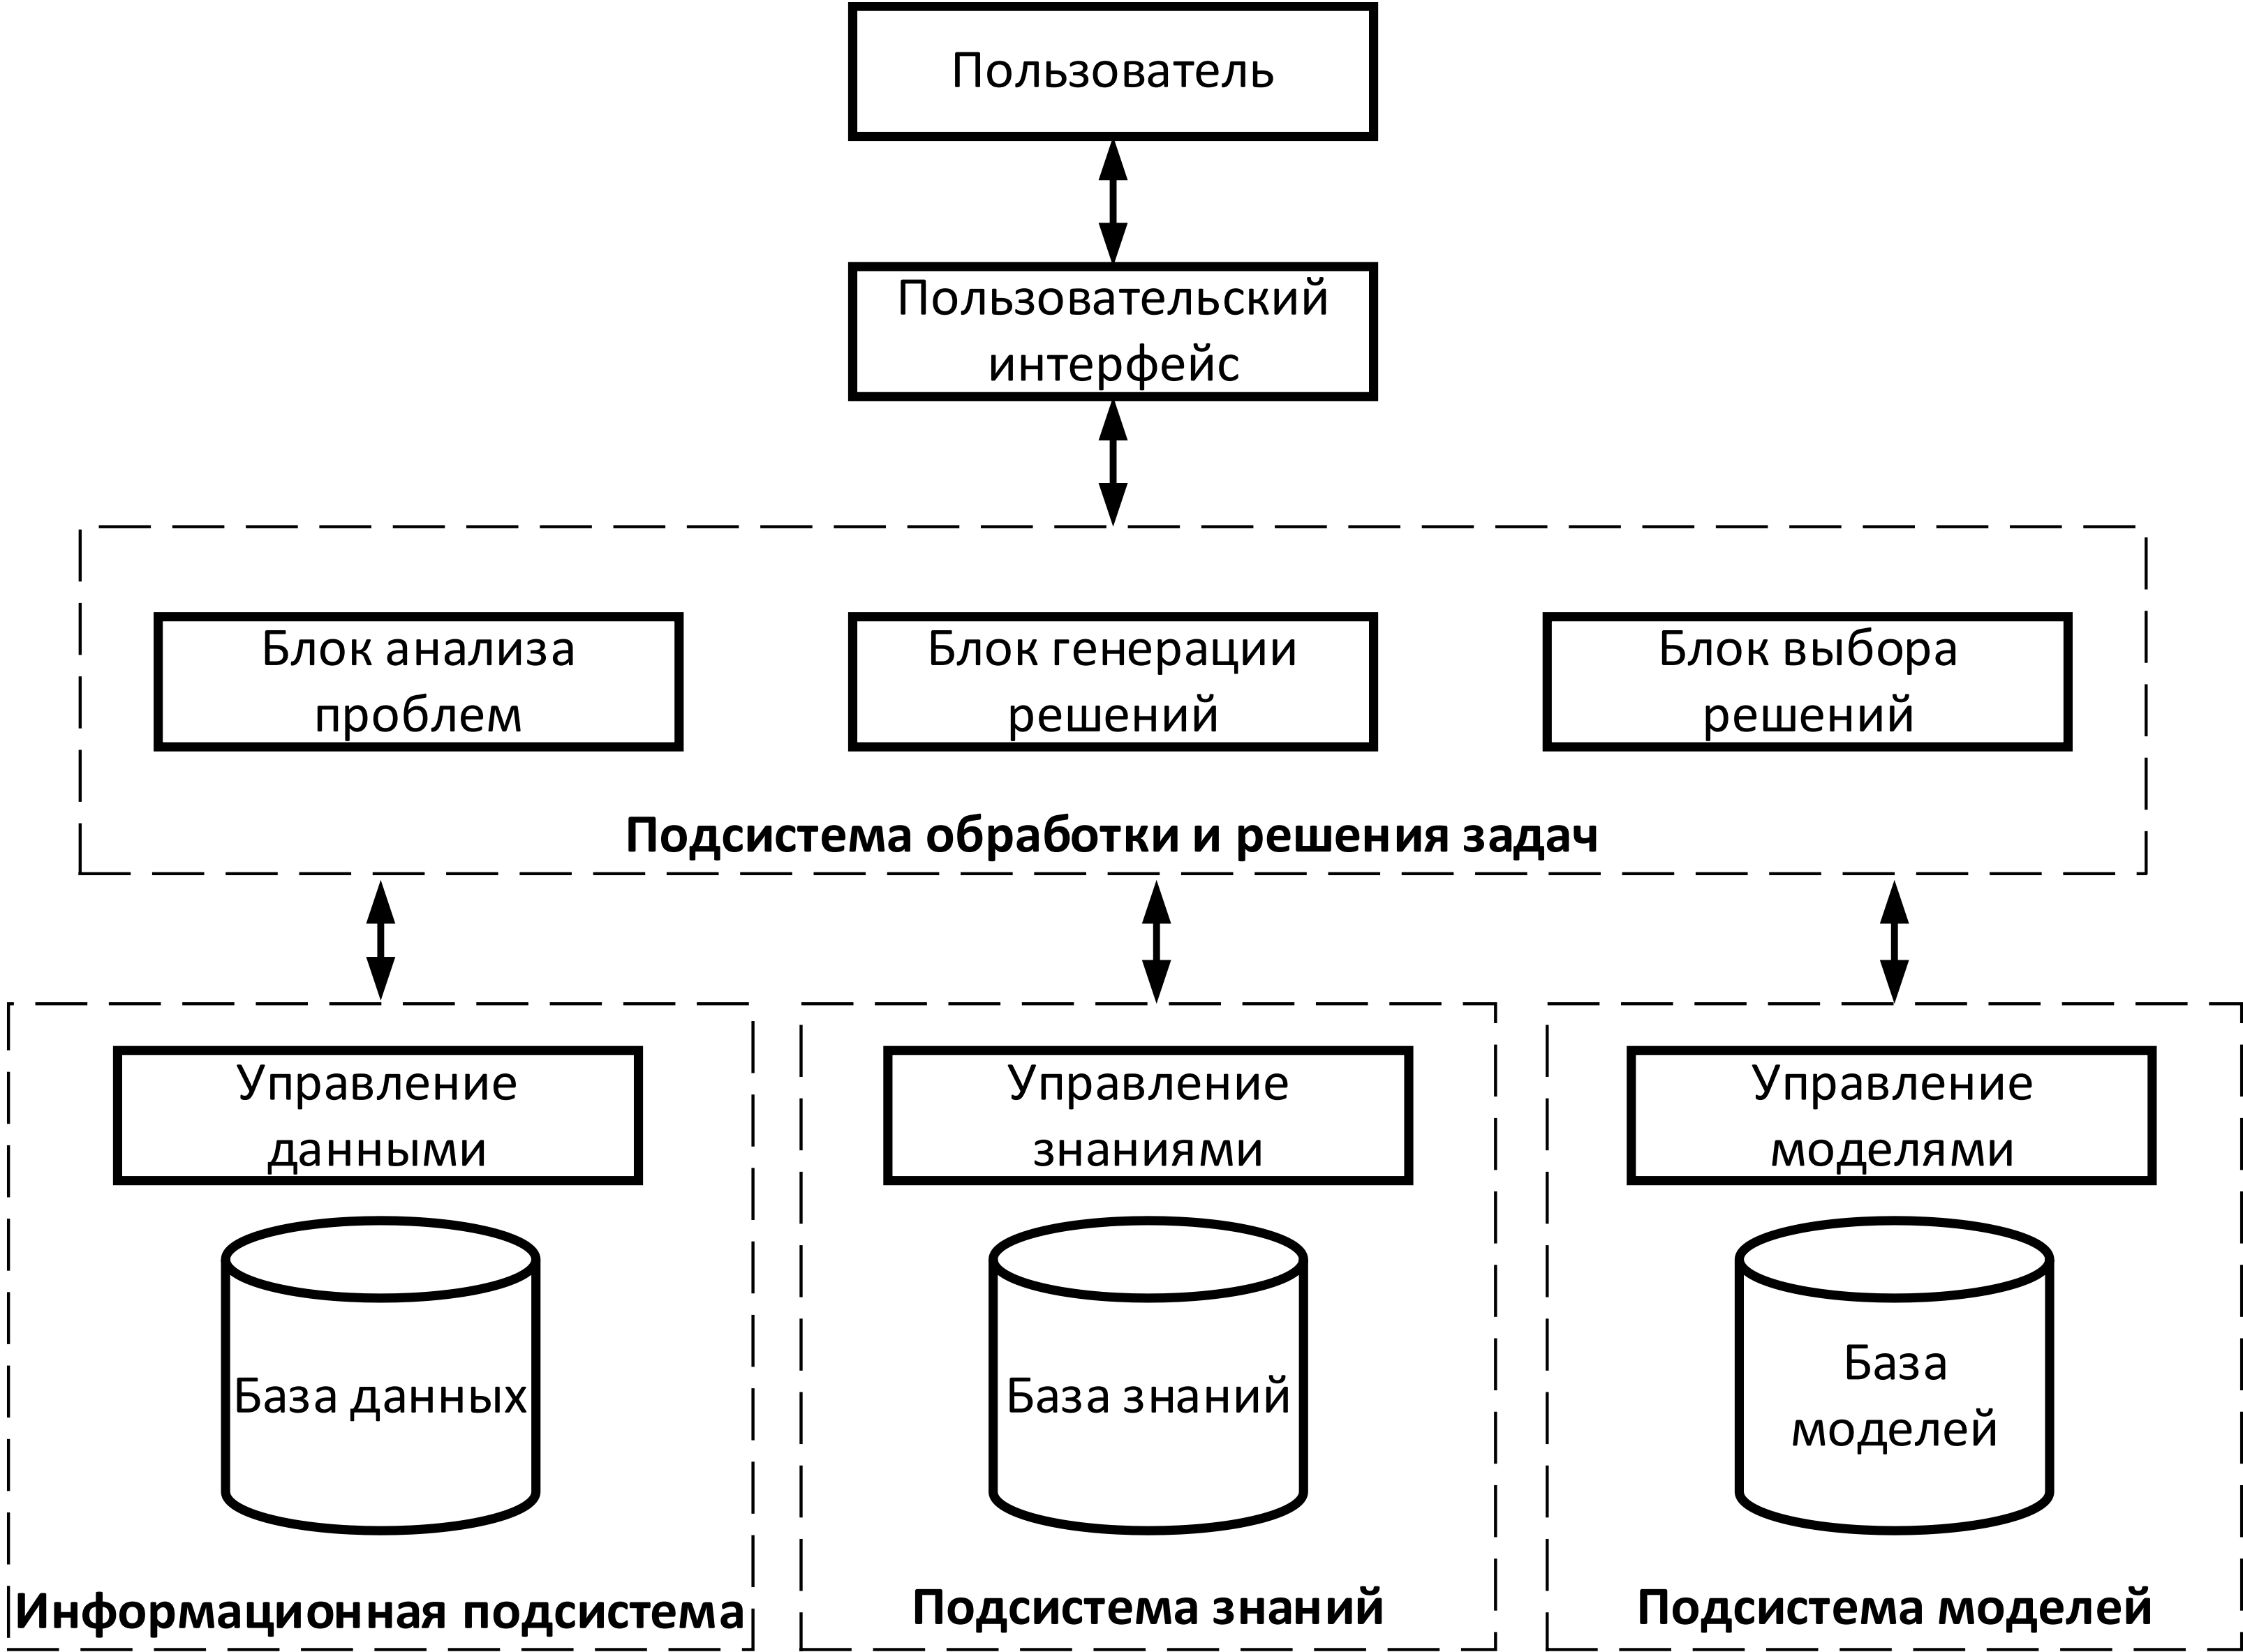 Пользователь
Пользовательский
интерфейс
Блок анализа
проблем
Блок генерации
решений
Блок выбора
решений
Подсистема обработки и решения задач
Управление
данными
База данных
Информационная подсистема
Управление
знаниями
База знаний
Подсистема знаний
Управление
моделями
База
моделей
Подсистема моделей